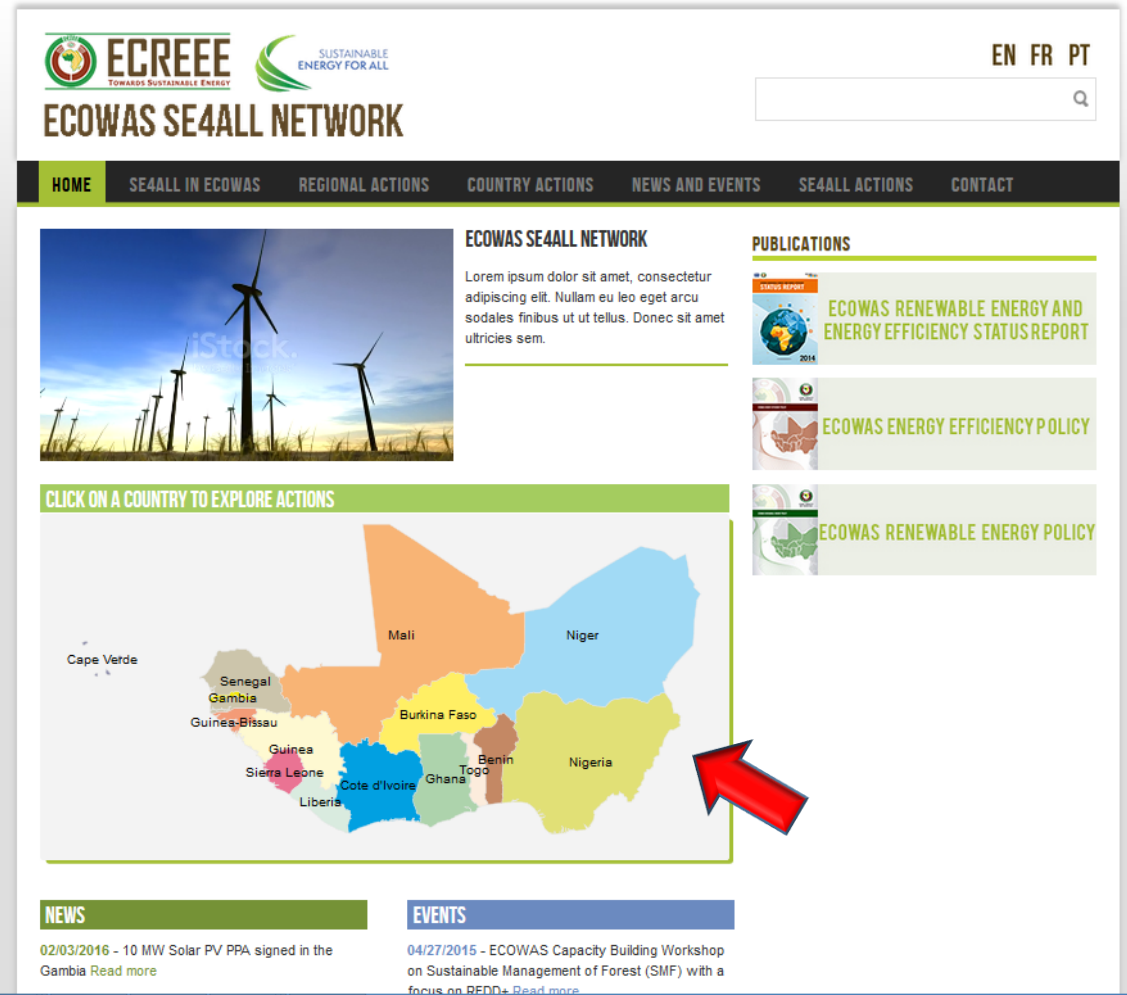 ECREEE
TOWARDS SUSTAINABLE ENERGY
SUSTAINABLE
ENERGY FOR ALL
ECOWAS SE4ALL NETWORK
EN FR PT
HOME SE4ALL IN ECOWAS REGIONAL ACTIONS COUNTRY ACTIONS NEWS AND EVENTS SE4ALL ACTIONS CONTACT
iStock.
ECOWAS SE4ALL NETWORK
Lorem ipsum dolor sit amet, consectetur
adipiscing elit. Nullam eu leo eget arcu
sodales finibus ut ut tellus. Donec sit amet
ultricies sem.
PUBLICATIONS
STATUS REPORT
2014
ECOWAS RENEWABLE ENERGY AND
ENERGY EFFICIENCY STATUS REPORT
ECOWAS ENERGY EFFICIENCY POLICY
ECOWAS RENEWABLE ENERGY POLICY
CLICK ON A COUNTRY TO EXPLORE ACTIONS
Mali
Niger
Cape Verde
Senegal
Gambia
Guinea-Bissau
Burkina Faso
Guinea
Sierra Leone
Liberia
Cote d'Ivoire
Ghana
Togo
Benin
Nigeria
NEWS
02/03/2016 - 10 MW Solar PV PPA signed in the
Gambia Read more
EVENTS
04/27/2015 - ECOWAS Capacity Building Workshop
on Sustainable Management of Forest (SMF) with a
focus on REDD+ Read more